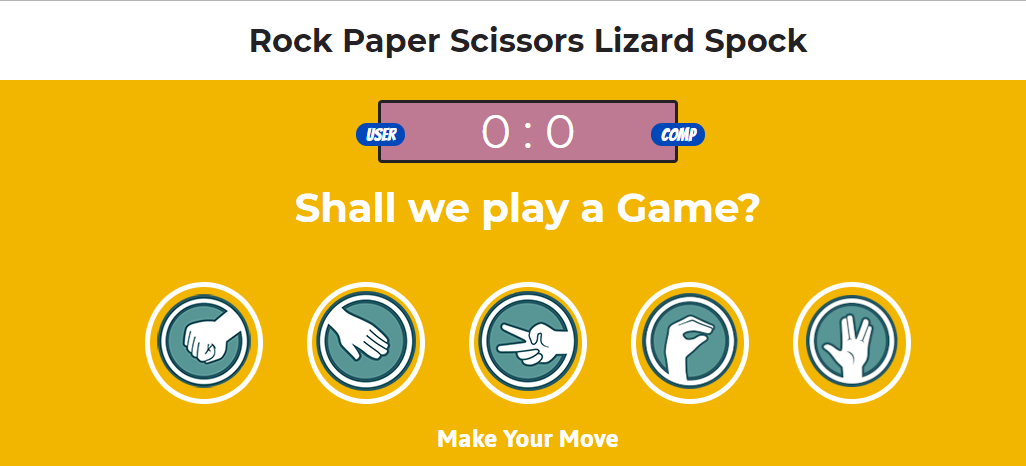 Rock Paper Scissors Lizard Spock
USER 0 : 0 COMP
Shall we play a Game?
Make Your Move